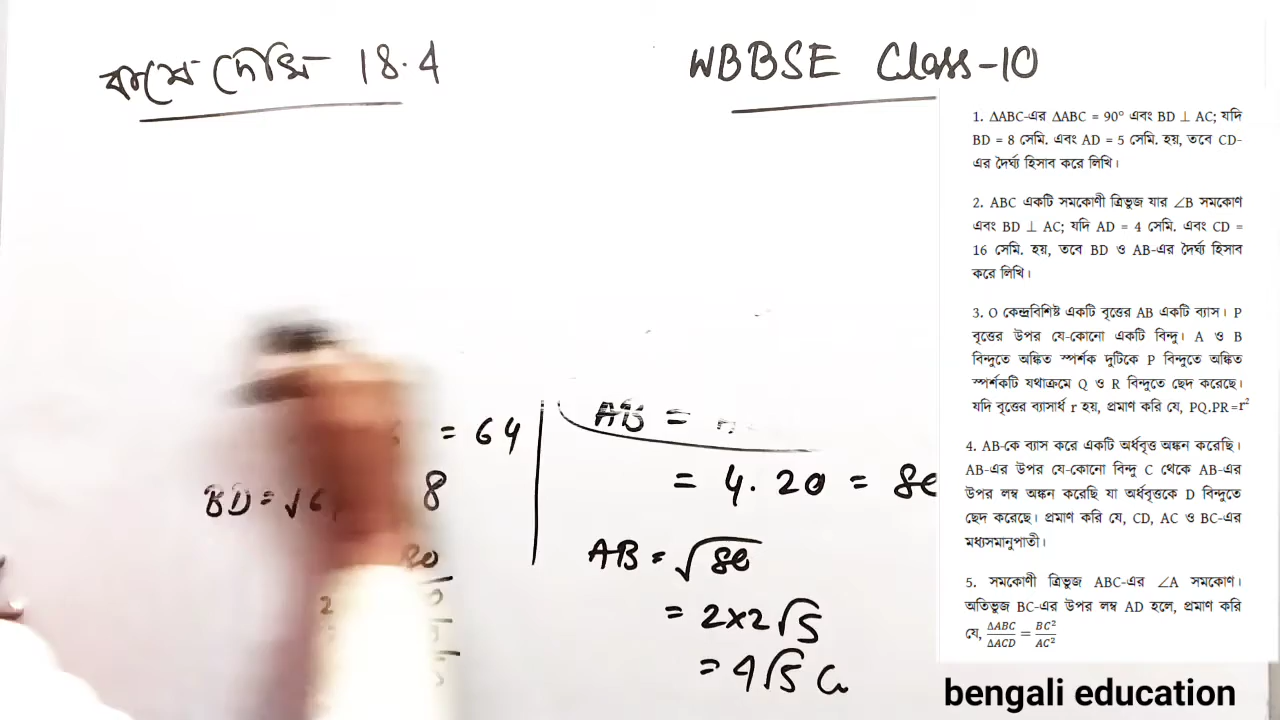 কষে দেখি 18.4
WBBSE Class-10
1. ΔABC-এর ΔABC = 90° এবং BD ⊥ AC; যদি
BD = 8 সেমি. এবং AD = 5 সেমি. হয়, তবে CD-
এর দৈর্ঘ্য হিসাব করে লিখি।
2. ABC একটি সমকোণী ত্রিভুজ যার ∠B সমকোণ
এবং BD ⊥ AC; যদি AD = 4 সেমি. এবং CD =
16 সেমি. হয়, তবে BD ও AB-এর দৈর্ঘ্য হিসাব
করে লিখি।
3. O কেন্দ্রবিশিষ্ট একটি বৃত্তের AB একটি ব্যাস। P
বৃত্তের উপর যে-কোনো একটি বিন্দু। A ও B
বিন্দুতে অঙ্কিত স্পর্শক দুটিকে P বিন্দুতে অঙ্কিত
স্পর্শকটি যথাক্রমে Q ও R বিন্দুতে ছেদ করেছে।
যদি বৃত্তের ব্যাসার্ধ r হয়, প্রমাণ করি যে, PQ.PR=r²
4. AB-কে ব্যাস করে একটি অর্ধবৃত্ত অঙ্কন করেছি।
AB-এর উপর যে-কোনো বিন্দু C থেকে AB-এর
উপর লম্ব অঙ্কন করেছি যা অর্ধবৃত্তকে D বিন্দুতে
ছেদ করেছে। প্রমাণ করি যে, CD, AC ও BC-এর
মধ্যসমানুপাতী।
5. সমকোণী ত্রিভুজ ABC-এর ∠A সমকোণ।
অতিভুজ BC-এর উপর লম্ব AD হলে, প্রমাণ করি
যে, ΔABC/ΔACD = BC²/AC²
= 64
BD = √6
8
AB =
= 4. 20 = 80
AB = √80
= 2×2√5
= 4√5 c
bengali education